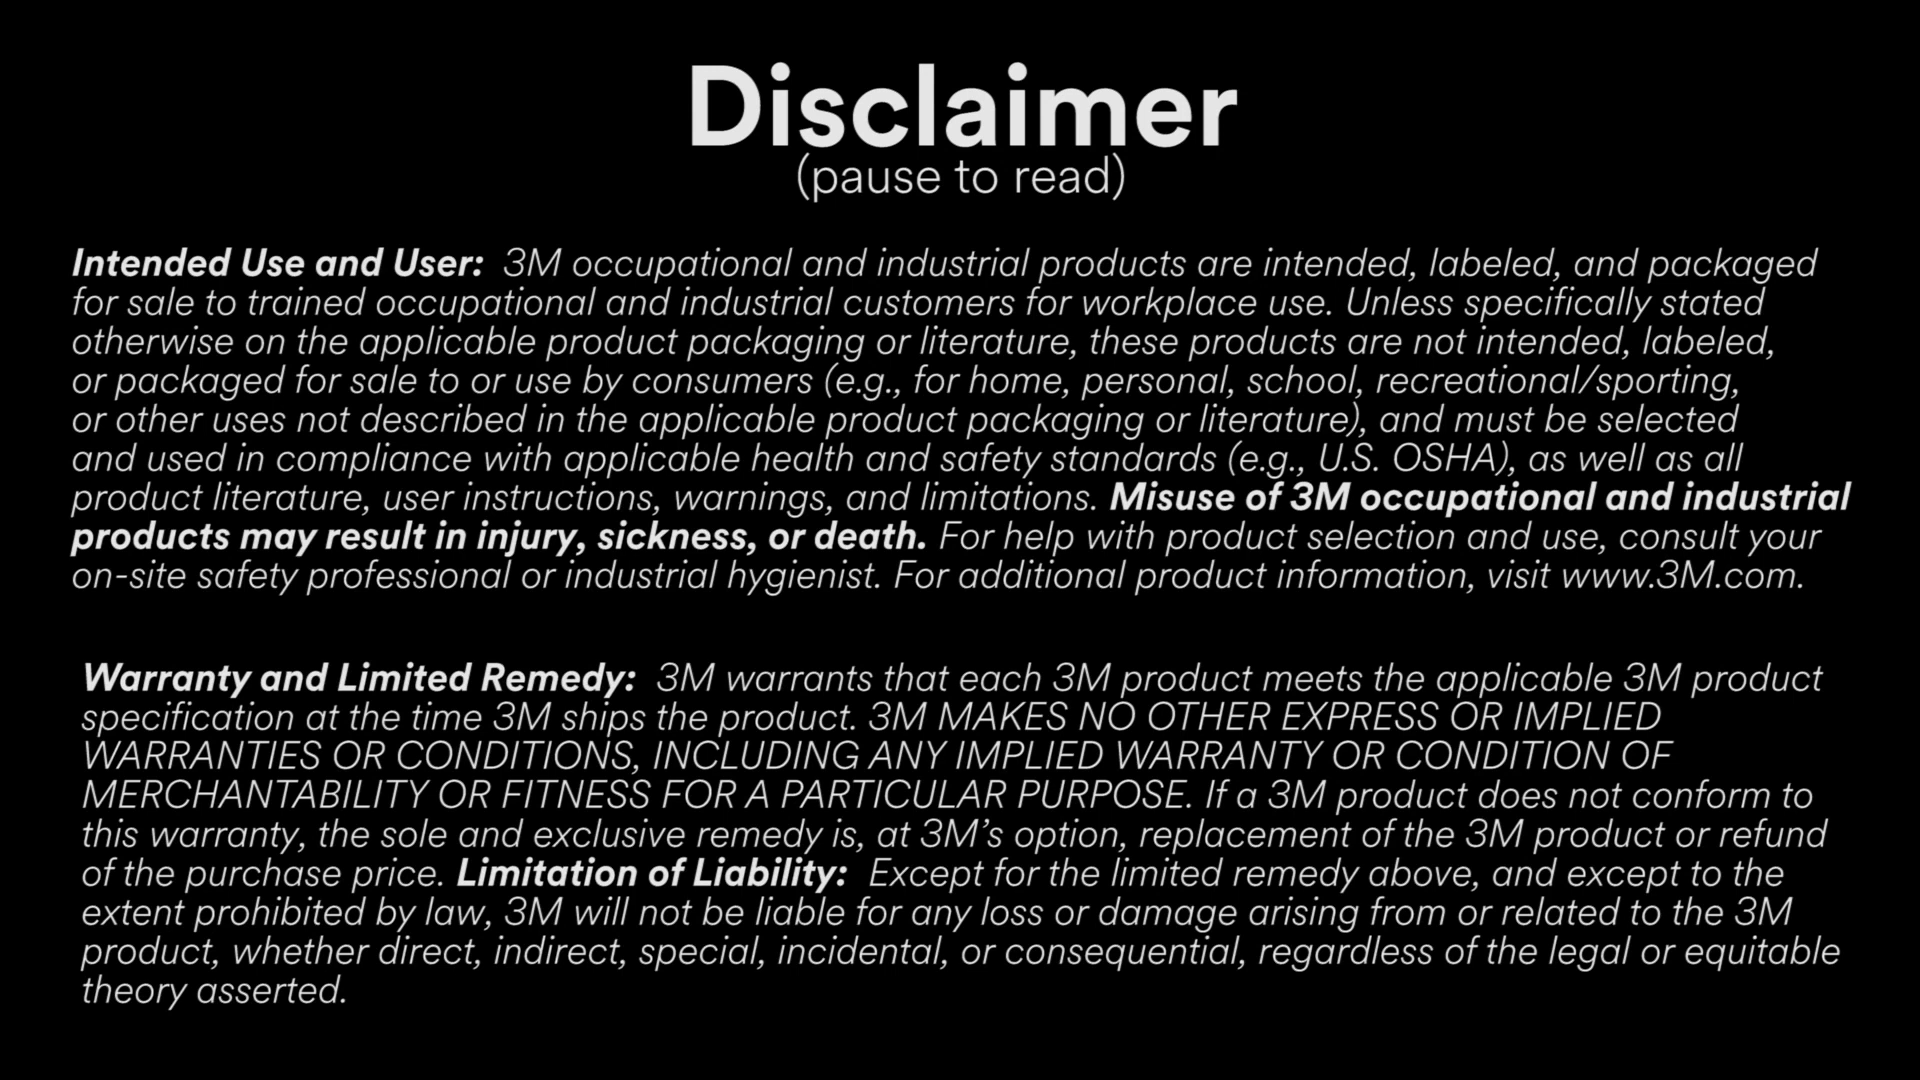 Disclaimer
(pause to read)
Intended Use and User:  3M occupational and industrial products are intended, labeled, and packaged
for sale to trained occupational and industrial customers for workplace use. Unless specifically stated
otherwise on the applicable product packaging or literature, these products are not intended, labeled,
or packaged for sale to or use by consumers (e.g., for home, personal, school, recreational/sporting,
or other uses not described in the applicable product packaging or literature), and must be selected
and used in compliance with applicable health and safety standards (e.g., U.S. OSHA), as well as all
product literature, user instructions, warnings, and limitations. Misuse of 3M occupational and industrial
products may result in injury, sickness, or death. For help with product selection and use, consult your
on-site safety professional or industrial hygienist. For additional product information, visit www.3M.com.
Warranty and Limited Remedy:  3M warrants that each 3M product meets the applicable 3M product
specification at the time 3M ships the product. 3M MAKES NO OTHER EXPRESS OR IMPLIED
WARRANTIES OR CONDITIONS, INCLUDING ANY IMPLIED WARRANTY OR CONDITION OF
MERCHANTABILITY OR FITNESS FOR A PARTICULAR PURPOSE. If a 3M product does not conform to
this warranty, the sole and exclusive remedy is, at 3M’s option, replacement of the 3M product or refund
of the purchase price. Limitation of Liability:  Except for the limited remedy above, and except to the
extent prohibited by law, 3M will not be liable for any loss or damage arising from or related to the 3M
product, whether direct, indirect, special, incidental, or consequential, regardless of the legal or equitable
theory asserted.